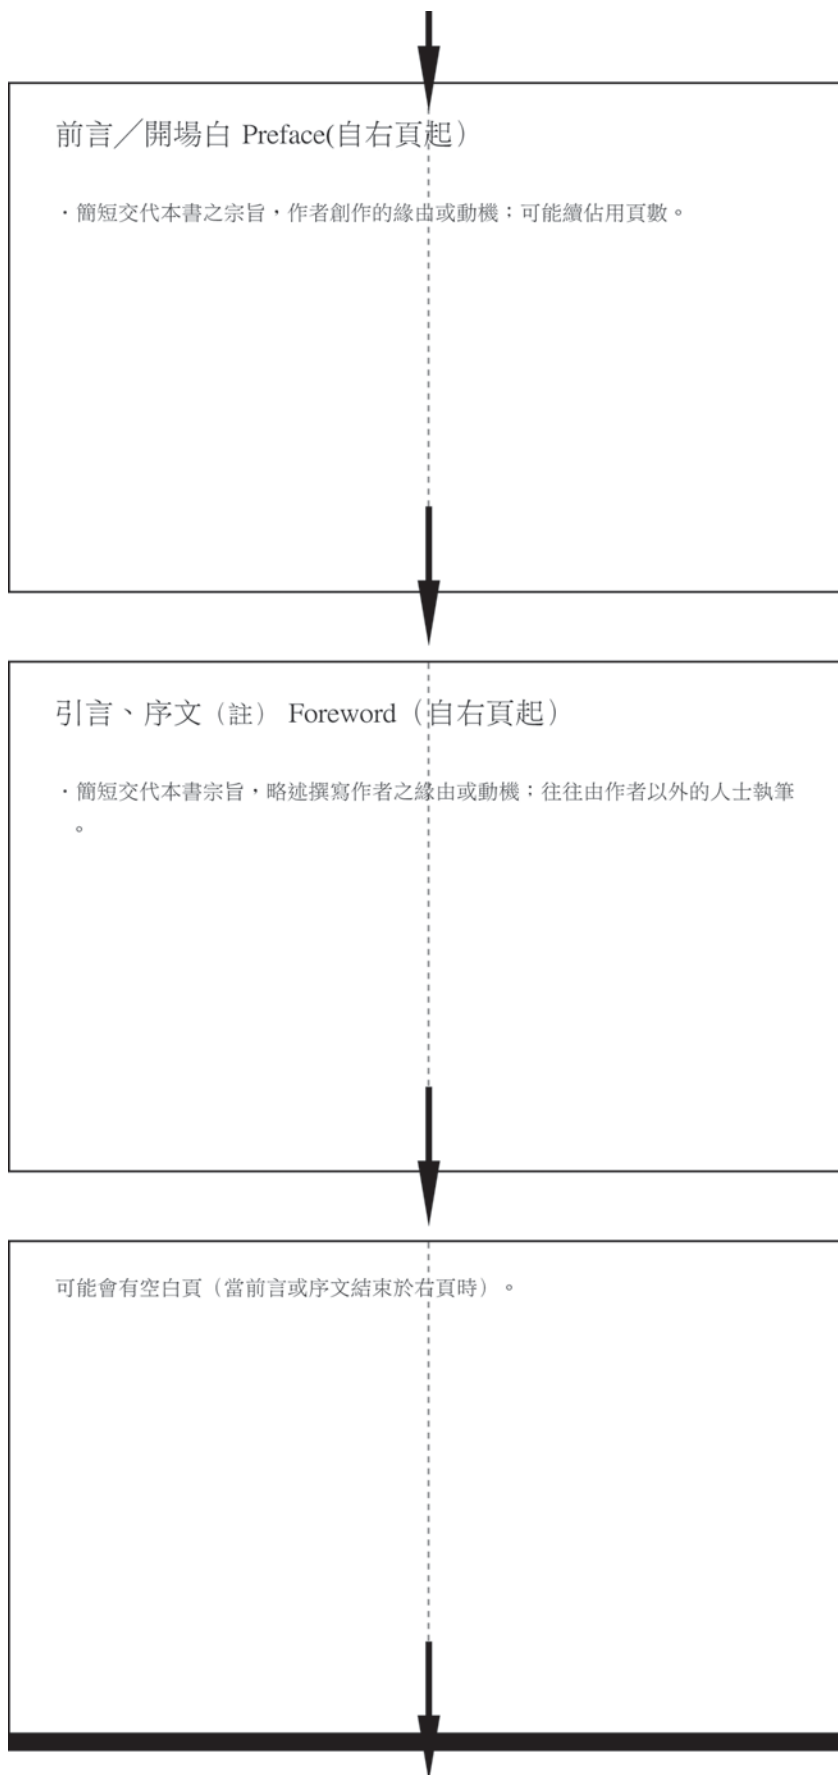 前言／開場白 Preface(自右頁起）
・簡短交代本書之宗旨，作者創作的緣由或動機；可能續佔用頁數。
引言、序文（註） Foreword（自右頁起）
・簡短交代本書宗旨，略述撰寫作者之緣由或動機；往往由作者以外的人士執筆
。
可能會有空白頁（當前言或序文結束於右頁時）。